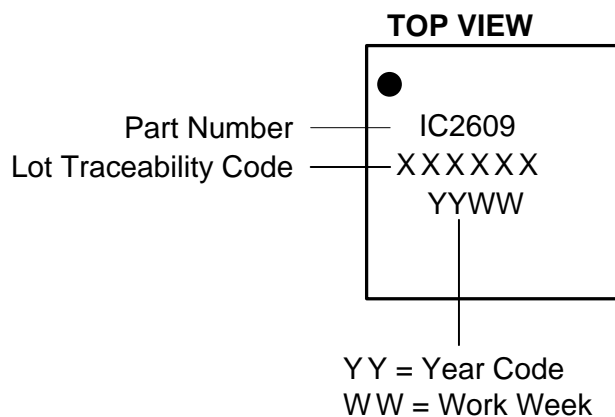 TOP VIEW
Part Number
IC2609
Lot Traceability Code
XXXXXX
YYWW
YY = Year Code
WW = Work Week